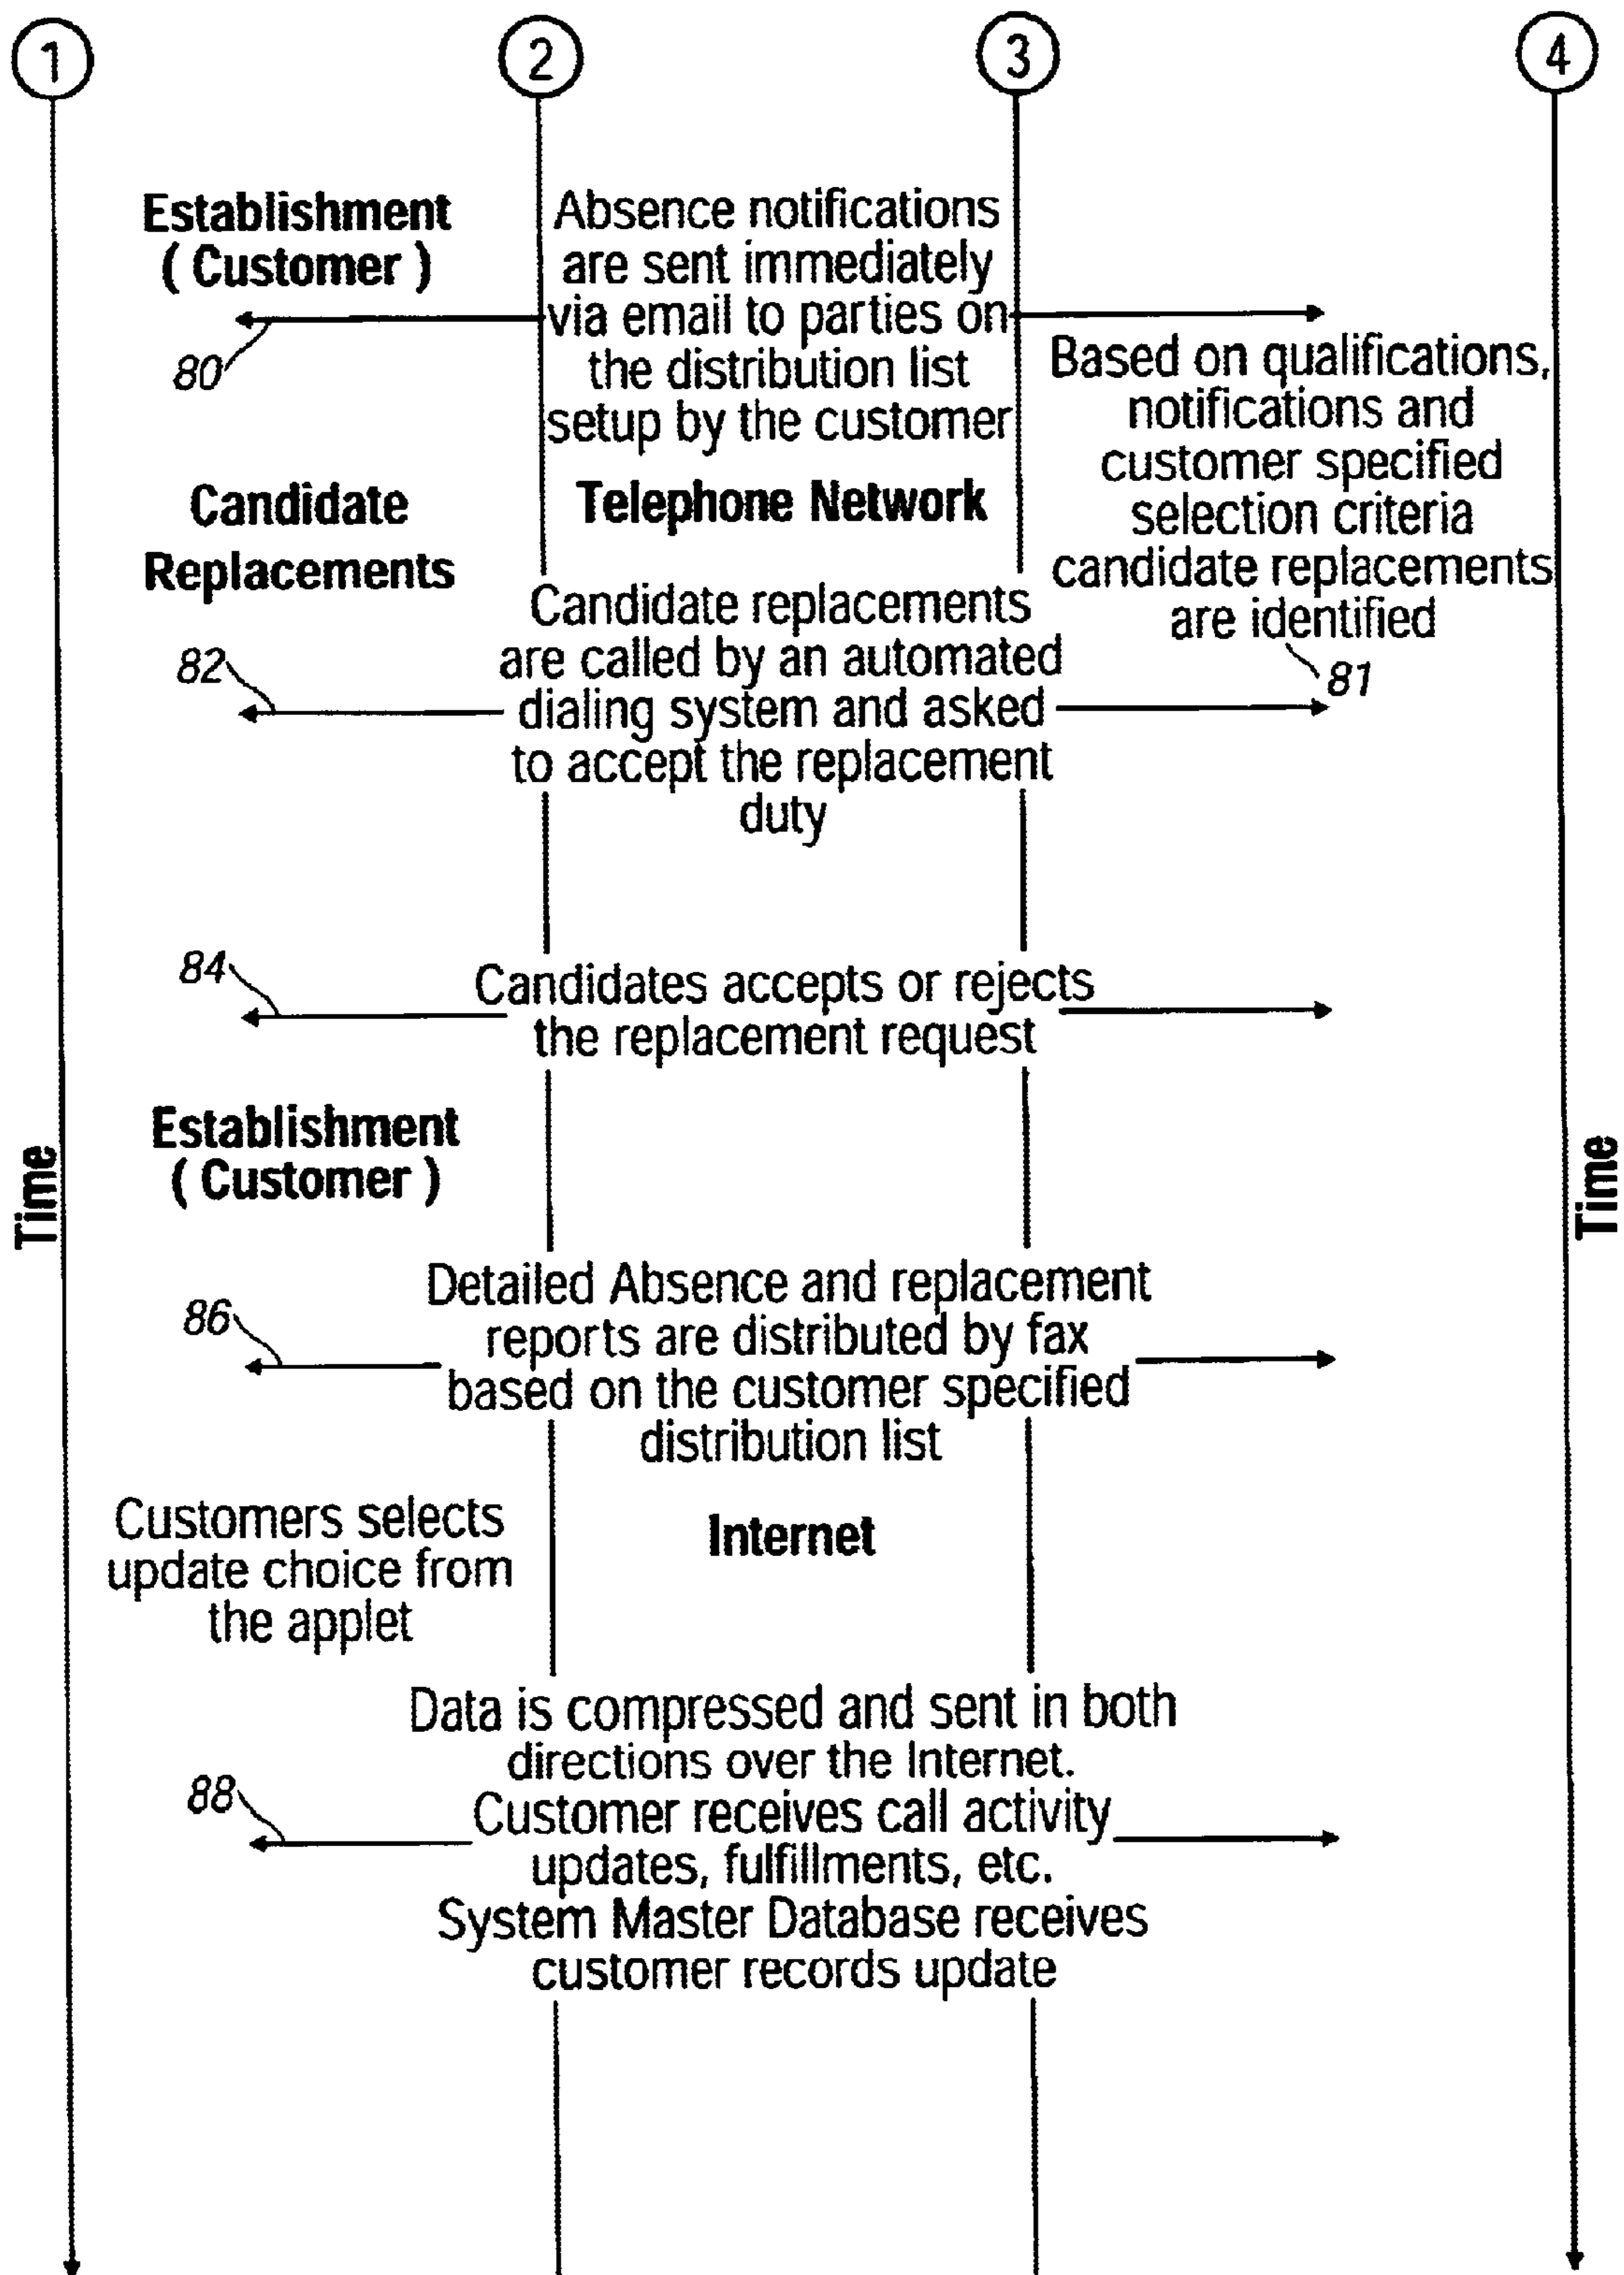 1
2
3
4
Establishment
( Customer )
80
Absence notifications
are sent immediately
via email to parties on
the distribution list
setup by the customer
Based on qualifications,
notifications and
customer specified
selection criteria
candidate replacements
are identified
81
Candidate
Replacements
Telephone Network
82
Candidate replacements
are called by an automated
dialing system and asked
to accept the replacement
duty
84
Candidates accepts or rejects
the replacement request
Establishment
( Customer )
Time
Time
86
Detailed Absence and replacement
reports are distributed by fax
based on the customer specified
distribution list
Customers selects
update choice from
the applet
Internet
88
Data is compressed and sent in both
directions over the Internet.
Customer receives call activity
updates, fulfillments, etc.
System Master Database receives
customer records update